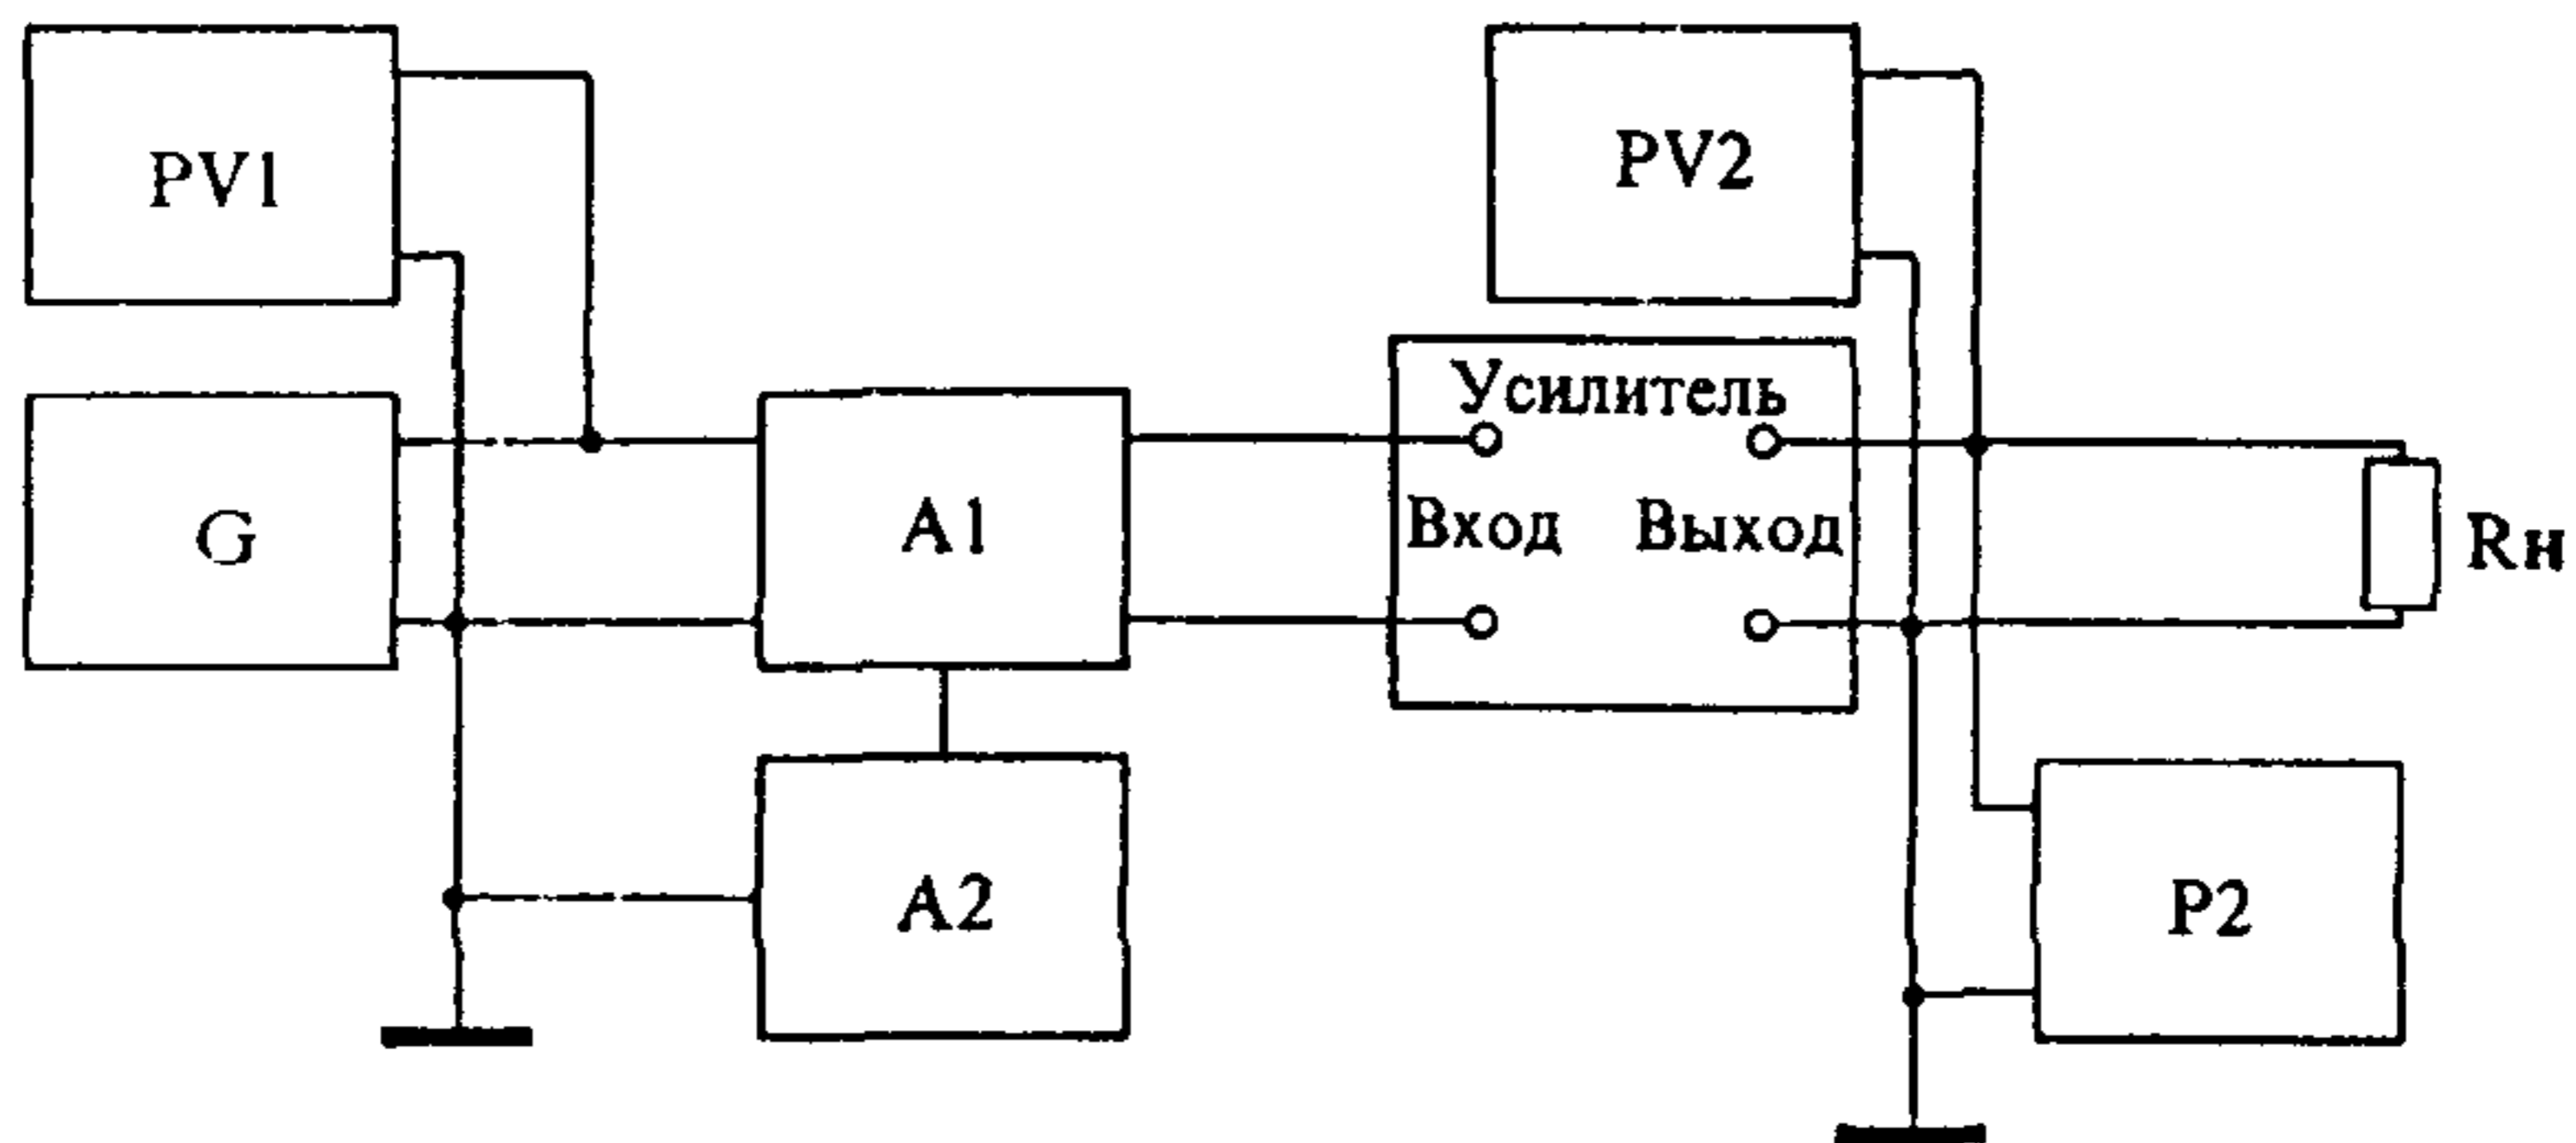 PV1
PV2
Усилитель
G
A1
Вход
Выход
Rн
A2
P2